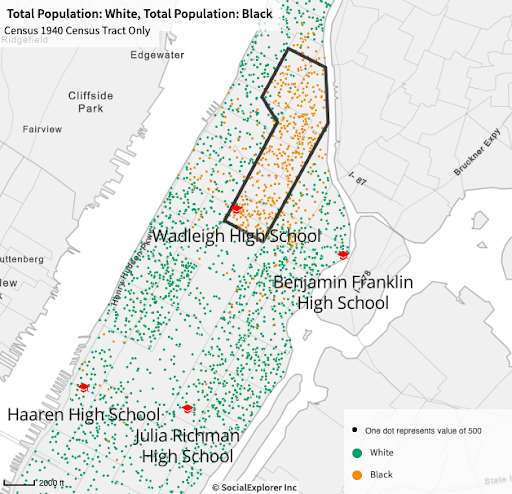 Total Population: White, Total Population: Black
Census 1940 Census Tract Only
Ridgefield
Edgewater
Cliffside
Park
Fairview
Bruckner Expy
I- 87
Wadleigh High School
Henry Hudson Pkwy
uttenberg
lew
k
Benjamin Franklin
High School
Haaren High School
Julia Richman
High School
One dot represents value of 500
White
Black
2000 ft
© SocialExplorer Inc
State I